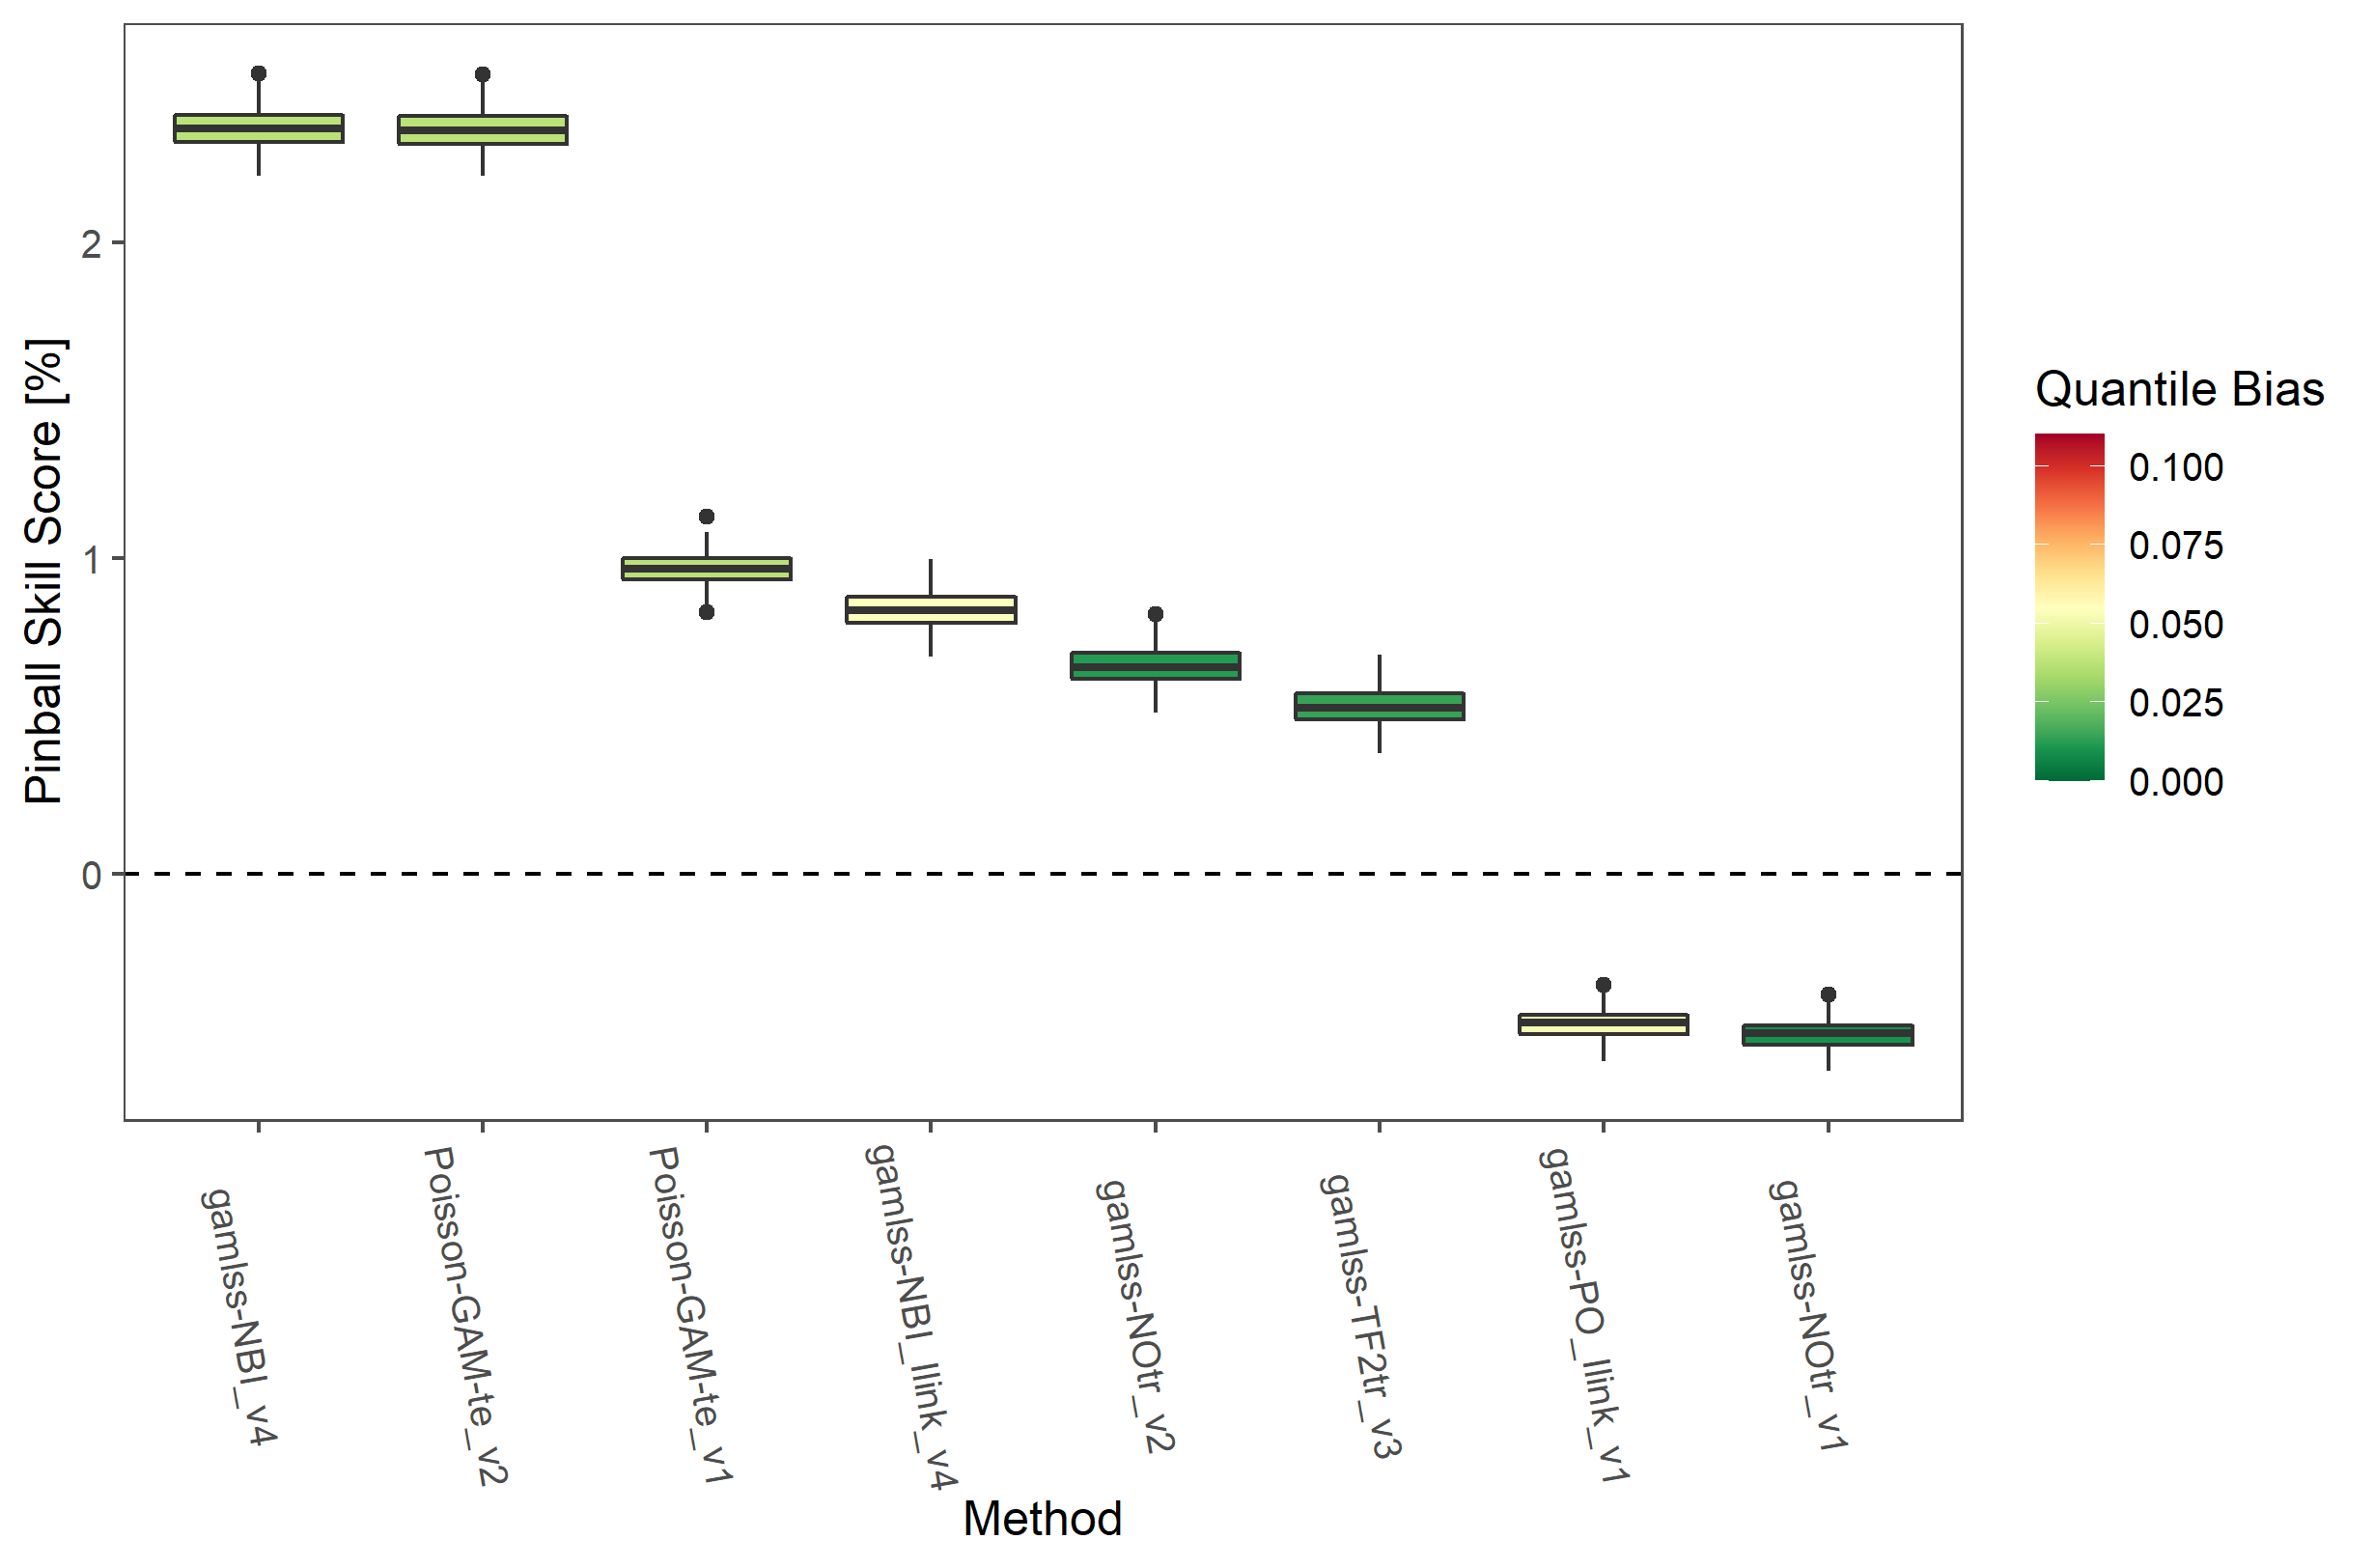 Pinball Skill Score [%]
2
1
0
gamlss-NBI_v4
Poisson-GAM-te_v2
Poisson-GAM-te_v1
gamlss-NBI_llink_v4
gamlss-NOtr_v2
gamlss-TF2tr_v3
gamlss-PO_llink_v1
gamlss-NOtr_v1
Method
Quantile Bias
0.100
0.075
0.050
0.025
0.000